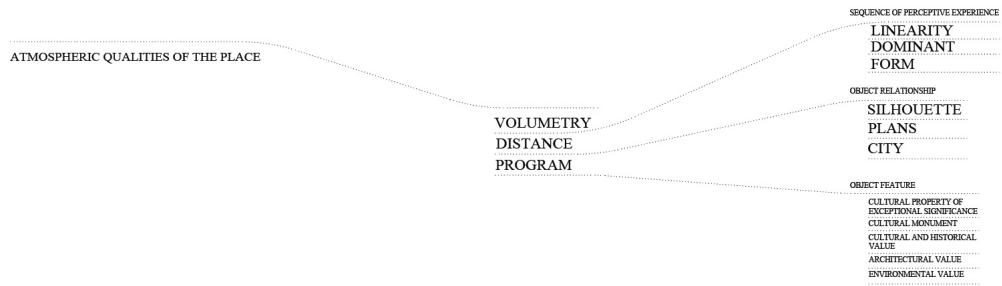 ATMOSPHERIC QUALITIES OF THE PLACE
VOLUMETRY
DISTANCE
PROGRAM
SEQUENCE OF PERCEPTIVE EXPERIENCE
LINEARITY
DOMINANT
FORM
OBJECT RELATIONSHIP
SILHOUETTE
PLANS
CITY
OBJECT FEATURE
CULTURAL PROPERTY OF
EXCEPTIONAL SIGNIFICANCE
CULTURAL MONUMENT
CULTURAL AND HISTORICAL
VALUE
ARCHITECTURAL VALUE
ENVIRONMENTAL VALUE